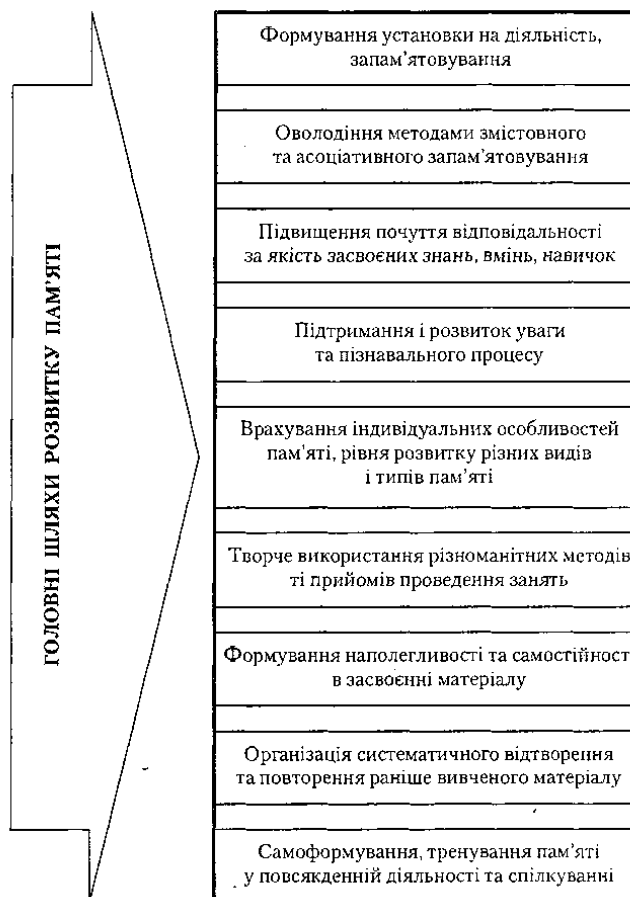 ГОЛОВНІ ШЛЯХИ РОЗВИТКУ ПАМ'ЯТІ
Формування установки на діяльність,
запам'ятовування
Оволодіння методами змістовного
та асоціативного запам'ятовування
Підвищення почуття відповідальності
за якість засвоєних знань, вмінь, навичок
Підтримання і розвиток уваги
та пізнавального процесу
Врахування індивідуальних особливостей
пам'яті, рівня розвитку різних видів
і типів пам'яті
Творче використання різноманітних методів
ті прийомів проведення занять
Формування наполегливості та самостійност
в засвоєнні матеріалу
Організація систематичного відтворення
та повторення раніше вивченого матеріалу
Самоформування, тренування пам'яті
у повсякденній діяльності та спілкуванні